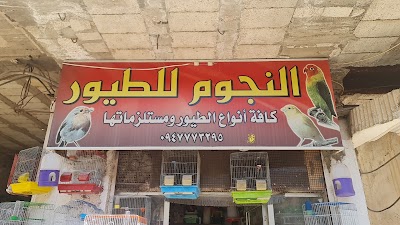 النجوم للطيور
كافة أنواع الطيور ومستلزماتها
٠٩٤٧٧٧٣٢٩٥